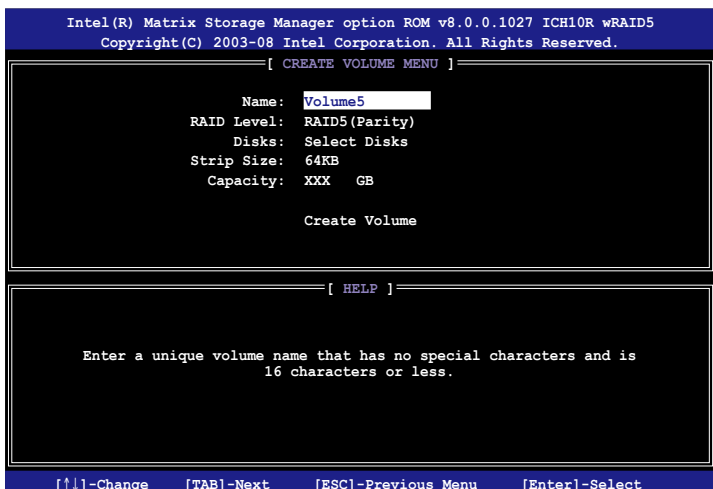 Intel(R) Matrix Storage Manager option ROM v8.0.0.1027 ICH10R wRAID5
Copyright(C) 2003-08 Intel Corporation. All Rights Reserved.
[ CREATE VOLUME MENU ]
Name: Volume5
RAID Level: RAID5(Parity)
Disks: Select Disks
Strip Size: 64KB
Capacity: XXX GB
Create Volume
[ HELP ]
Enter a unique volume name that has no special characters and is
16 characters or less.
[↑↓]-Change [TAB]-Next [ESC]-Previous Menu [Enter]-Select